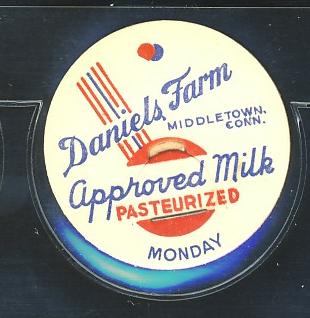 Daniels Farm
MIDDLETOWN,
CONN.
Approved Milk
PASTEURIZED
MONDAY